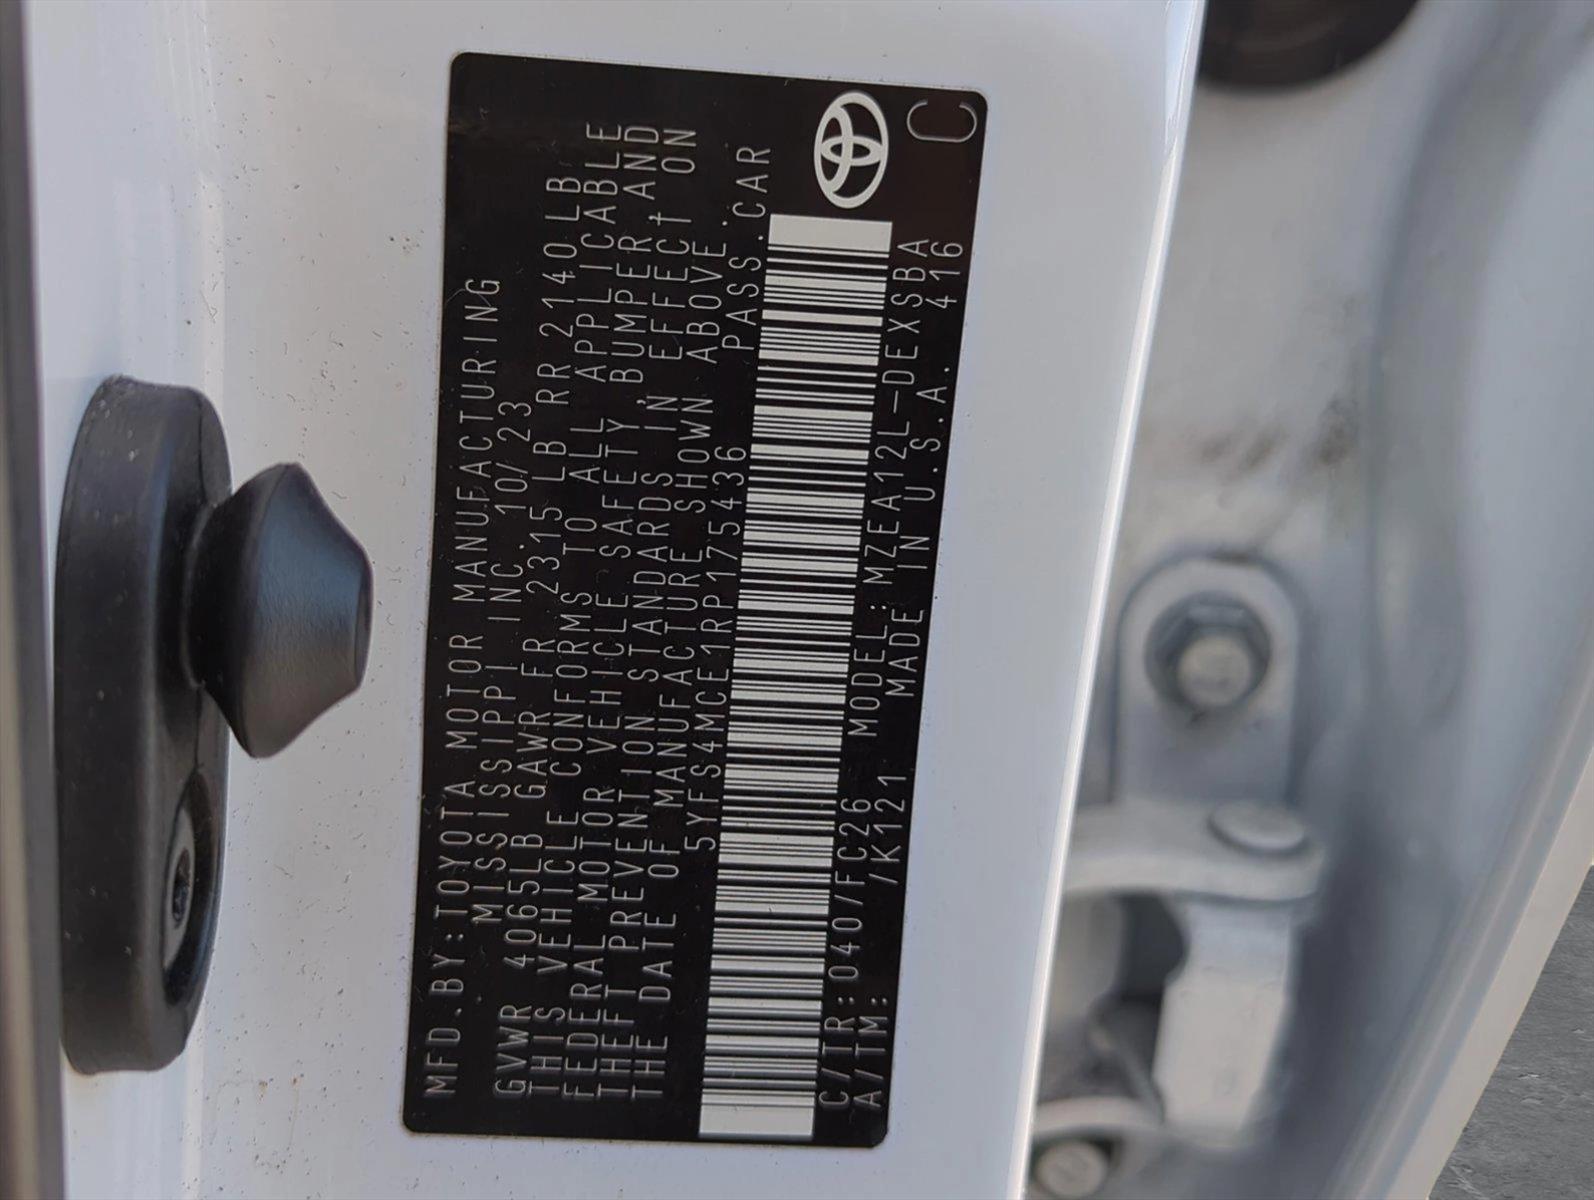 MFD.BY:TOYOTA MOTOR MANUFACTURING
MISSISSIPPI INC. 10/23
GVWR 4065LB GAWR FR 2315 LB RR 2140LB
THIS VEHICLE CONFORMS TO ALL APPLICABLE
FEDERAL MOTOR VEHICLE SAFETY, BUMPER, AND
THEFT PREVENTION STANDARDS IN EFFECT ON
THE DATE OF MANUFACTURE SHOWN ABOVE.
5YFS4MCE1RP175436 PASS.CAR
C/TR:040/FC26 MODEL:MZEA12L-DEXSBA
A/TM: /K121 MADE IN U.S.A. 416
C